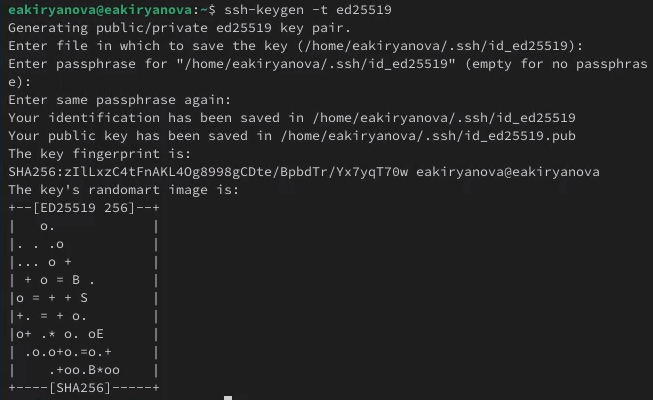 eakiryanova@eakiryanova:~$ ssh-keygen -t ed25519
Generating public/private ed25519 key pair.
Enter file in which to save the key (/home/eakiryanova/.ssh/id_ed25519):
Enter passphrase for "/home/eakiryanova/.ssh/id_ed25519" (empty for no passphras
e):
Enter same passphrase again:
Your identification has been saved in /home/eakiryanova/.ssh/id_ed25519
Your public key has been saved in /home/eakiryanova/.ssh/id_ed25519.pub
The key fingerprint is:
SHA256:zIlLxzC4tFnAKL4Og8998gCDte/BpbdTr/Yx7yqT70w eakiryanova@eakiryanova
The key's randomart image is:
+--[ED25519 256]--+
|   o.            |
|. . .o           |
|... o +          |
| + o = B .       |
|o = + + S        |
|+. = + o.        |
|o+ .* o. oE      |
| .o.o+o.=o.+     |
|    .+oo.B*oo    |
+----[SHA256]-----+